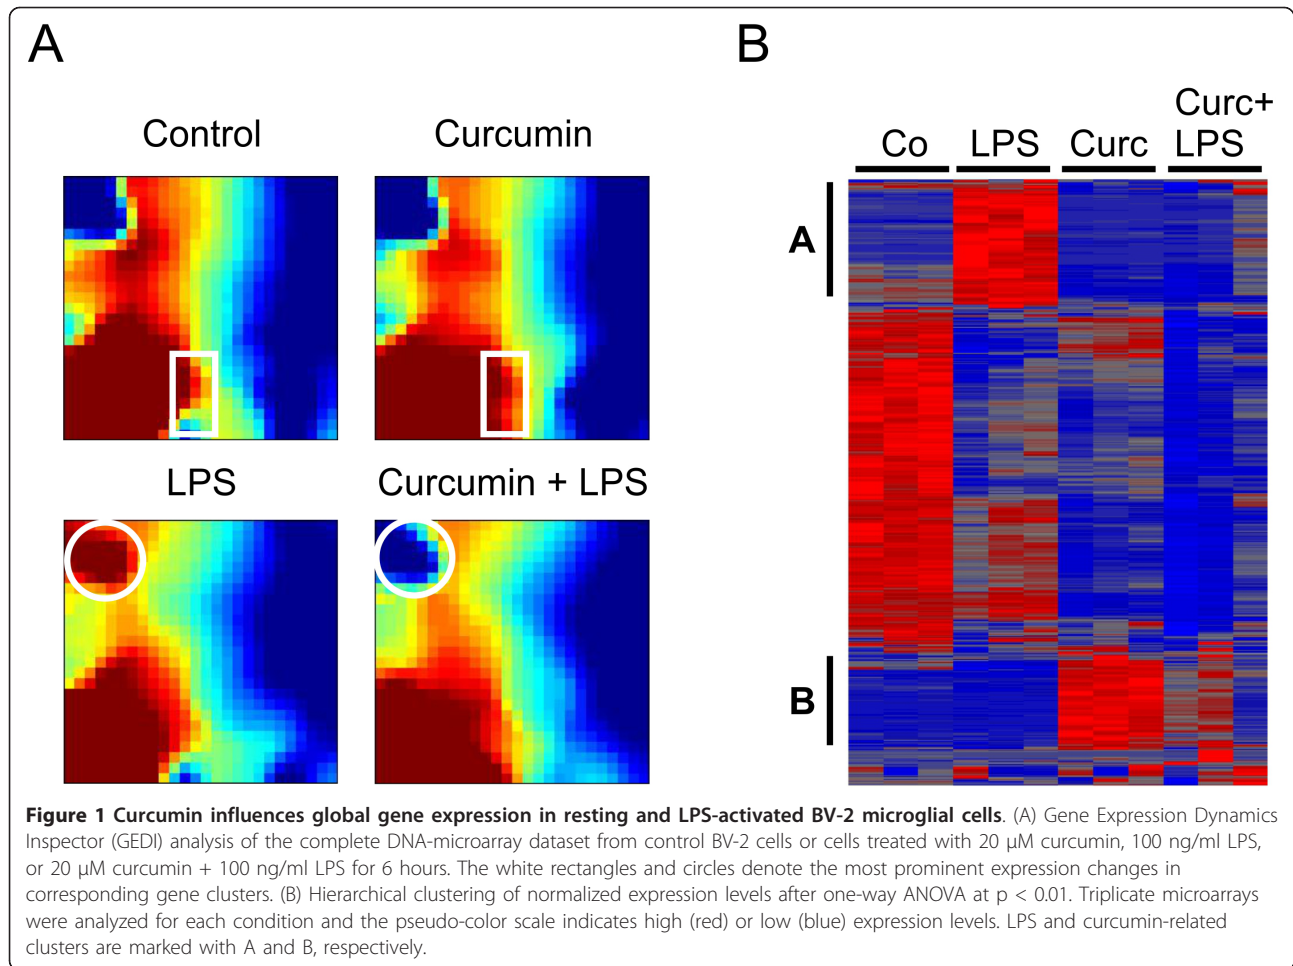 A
B
Control
Curcumin
LPS
Curcumin + LPS
Co
LPS
Curc
Curc+
LPS
A
B
Figure 1 Curcumin influences global gene expression in resting and LPS-activated BV-2 microglial cells. (A) Gene Expression Dynamics
Inspector (GEDI) analysis of the complete DNA-microarray dataset from control BV-2 cells or cells treated with 20 μM curcumin, 100 ng/ml LPS,
or 20 μM curcumin + 100 ng/ml LPS for 6 hours. The white rectangles and circles denote the most prominent expression changes in
corresponding gene clusters. (B) Hierarchical clustering of normalized expression levels after one-way ANOVA at p < 0.01. Triplicate microarrays
were analyzed for each condition and the pseudo-color scale indicates high (red) or low (blue) expression levels. LPS and curcumin-related
clusters are marked with A and B, respectively.